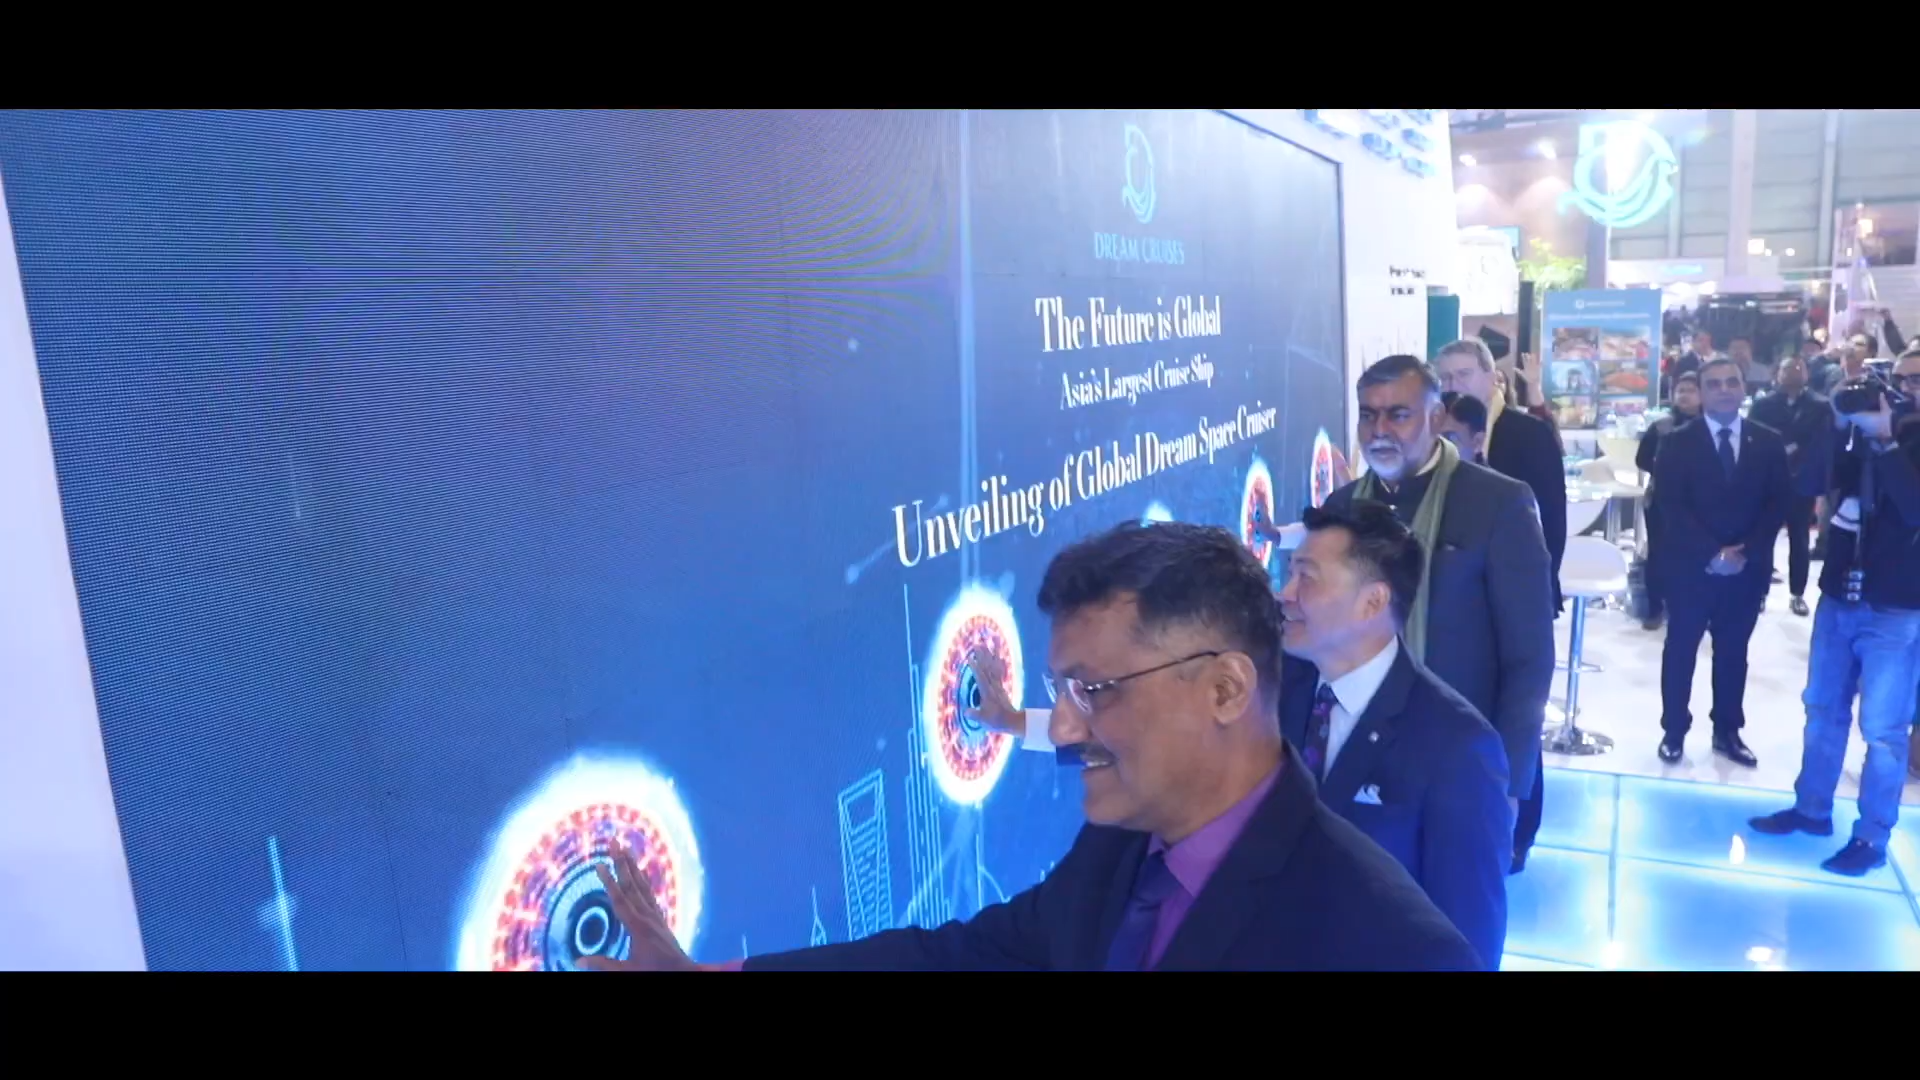 DREAM CRUISES
The Future is Global
Asia's Largest Cruise Ship
Unveiling of Global Dream Space Cruiser